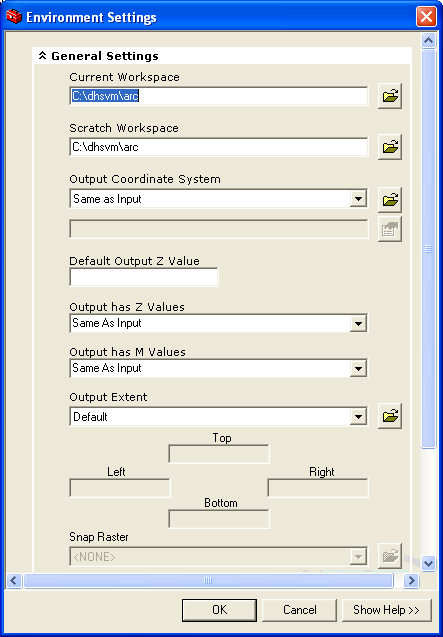 Environment Settings
General Settings
Current Workspace
C:\dhsvm\arc
Scratch Workspace
C:\dhsvm\arc
Output Coordinate System
Same as Input
Default Output Z Value
Output has Z Values
Same As Input
Output has M Values
Same As Input
Output Extent
Default
Top
Left
Right
Bottom
Snap Raster
<NONE>
OK
Cancel
Show Help >>